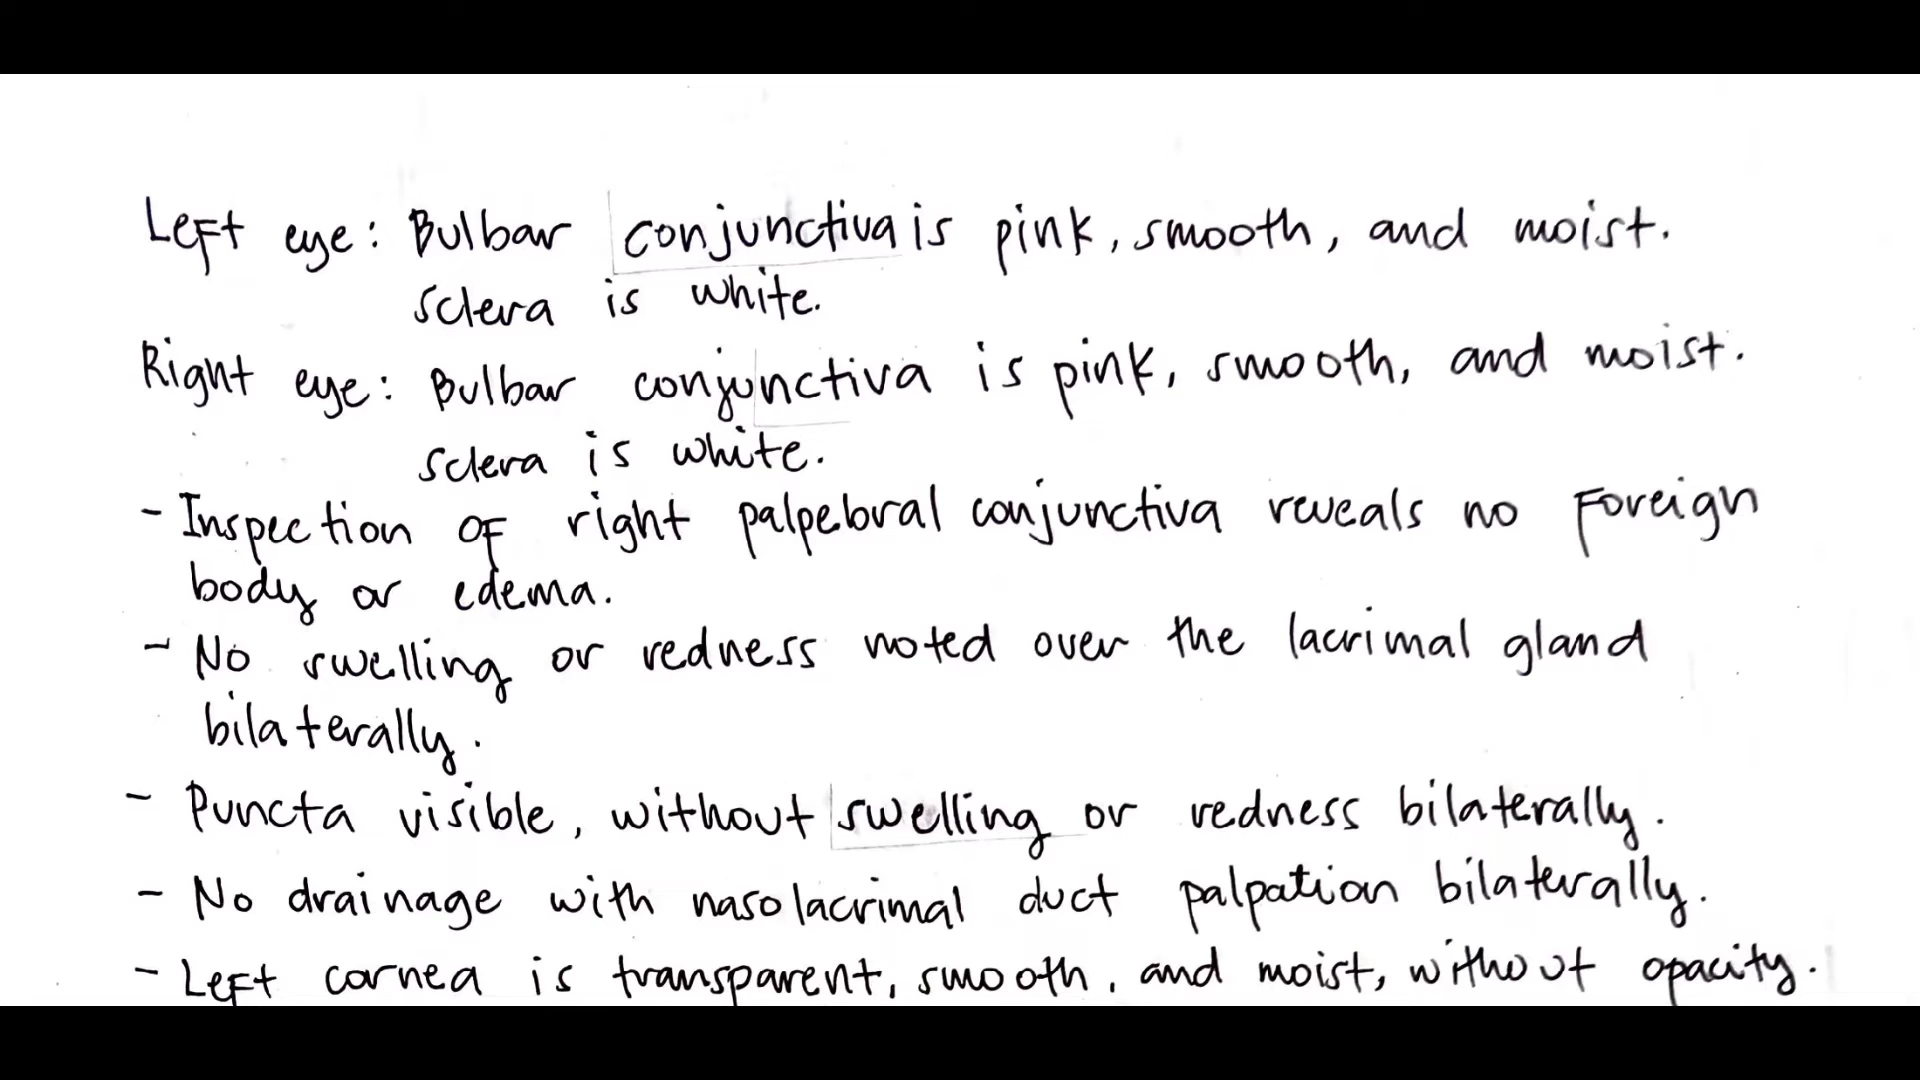 Left eye: Bulbar conjunctiva is pink, smooth, and moist.
sclera is white.
Right eye: Bulbar conjunctiva is pink, smooth, and moist.
sclera is white.
- Inspection of right palpebral conjunctiva reveals no foreign
body or edema.
- No swelling or redness noted over the lacrimal gland
bilaterally.
- Puncta visible, without swelling or redness bilaterally.
- No drainage with nasolacrimal duct palpation bilaterally.
- Left cornea is transparent, smooth, and moist, without opacity.